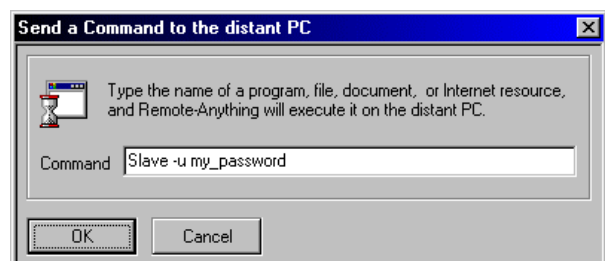 Send a Command to the distant PC
Type the name of a program, file, document, or Internet resource,
and Remote-Anything will execute it on the distant PC.
Command Slave -u my_password
OK Cancel